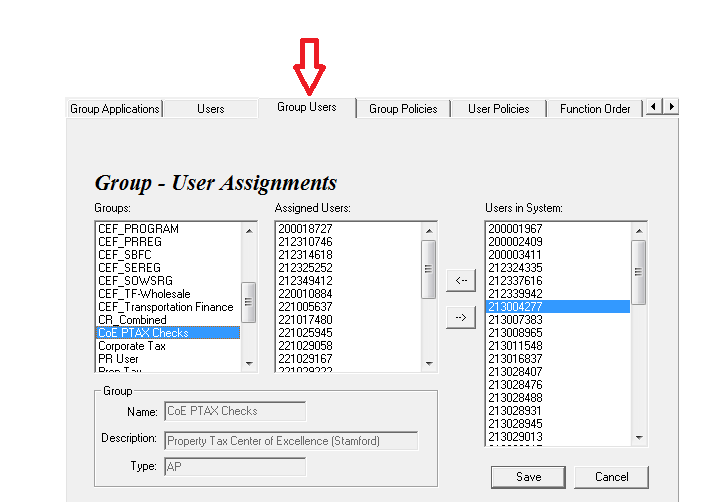 Group Applications Users Group Users Group Policies User Policies Function Order
Group - User Assignments
Groups:
CEF_PROGRAM
CEF_PRREG
CEF_SBFC
CEF_SEREG
CEF_SOWSRG
CEF_TF-Wholesale
CEF_Transportation Finance
CR_Combined
CoE PTAX Checks
Corporate Tax
PR User
Assigned Users:
200018727
212310746
212314618
212325252
212349412
220010884
221005637
221017480
221025945
221029058
221029167
221029222
<--
-->
Users in System:
200001967
200002409
200003411
212324335
212337616
212339942
213004277
213007383
213008965
213011548
213016837
213028407
213028476
213028488
213028931
213028945
213029013
Group
Name: CoE PTAX Checks
Description: Property Tax Center of Excellence (Stamford)
Type: AP
Save Cancel